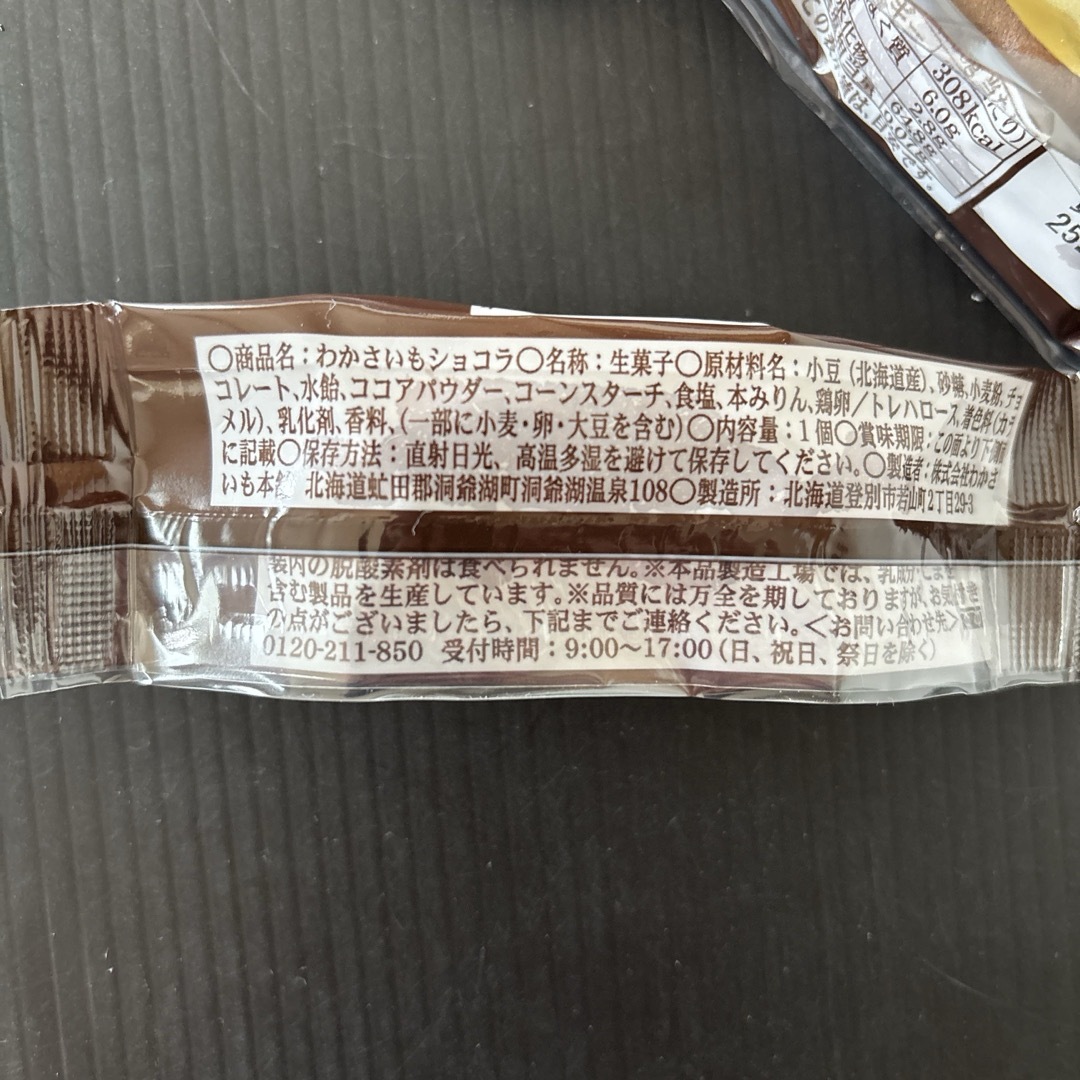 質
308kcal
6.0g
2.8g
64.8g
0.01g
です。
○商品名：わかさいもショコラ○名称：生菓子○原材料名：小豆（北海道産）、砂糖、小麦粉、チョ
コレート、水飴、ココアパウダー、コーンスターチ、食塩、本みりん、鶏卵／トレハロース、着色料（カラ
メル）、乳化剤、香料、（一部に小麦・卵・大豆を含む）○内容量：1個○賞味期限：この面より下側
に記載○保存方法：直射日光、高温多湿を避けて保存してください。○製造者：株式会社わかさ
いも本舗 北海道虻田郡洞爺湖町洞爺湖温泉108○製造所：北海道登別市若山町2丁目29-3
装内の脱酸素剤は食べられません。※本品製造工場では、乳
含む製品を生産しています。※品質には万全を期しておりますが、お気
の点がございましたら、下記までご連絡ください。＜お問い合わせ先＞
0120-211-850 受付時間：9:00～17:00（日、祝日、祭日を除く）